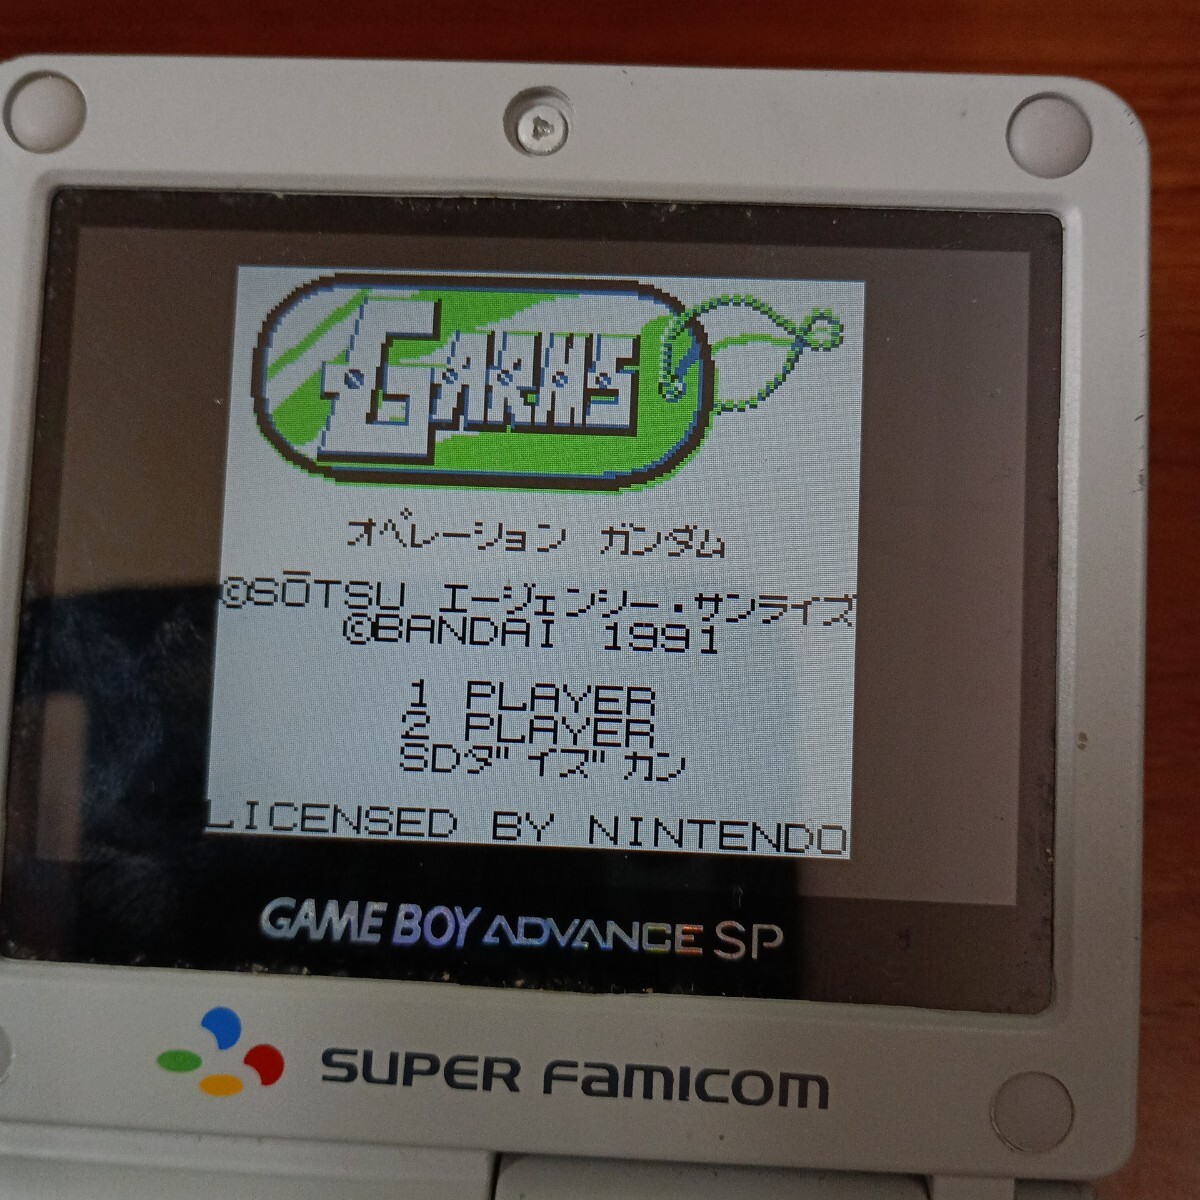 G-ARMS
オペレーション ガンダム
©SŌTSU エージェンシー・サンライズ
©BANDAI 1991
1 PLAYER
2 PLAYER
SDダイズカン
LICENSED BY NINTENDO
GAME BOY ADVANCE SP
SUPER FAMICOM